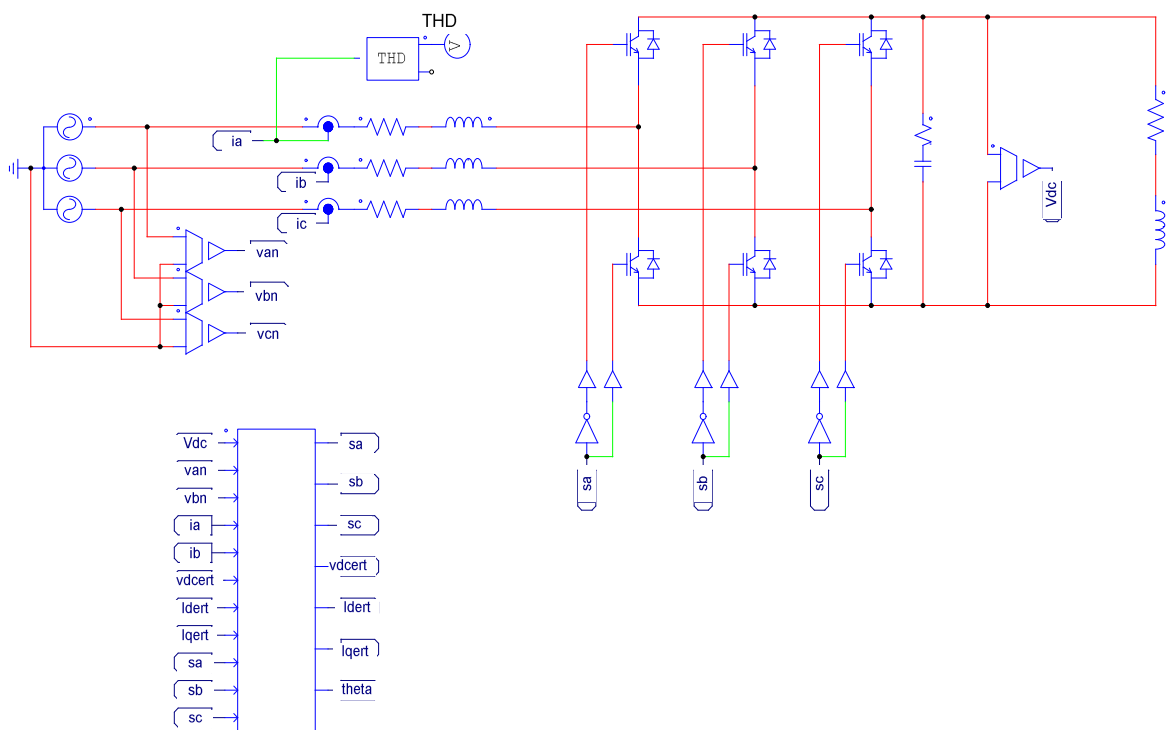 THD
THD
V
ia
ib
ic
van
vbn
vcn
Vdc
sa
sb
sc
Vdc
van
vbn
ia
ib
vdcert
Idert
Iqert
sa
sb
sc
sa
sb
sc
vdcert
Idert
Iqert
theta